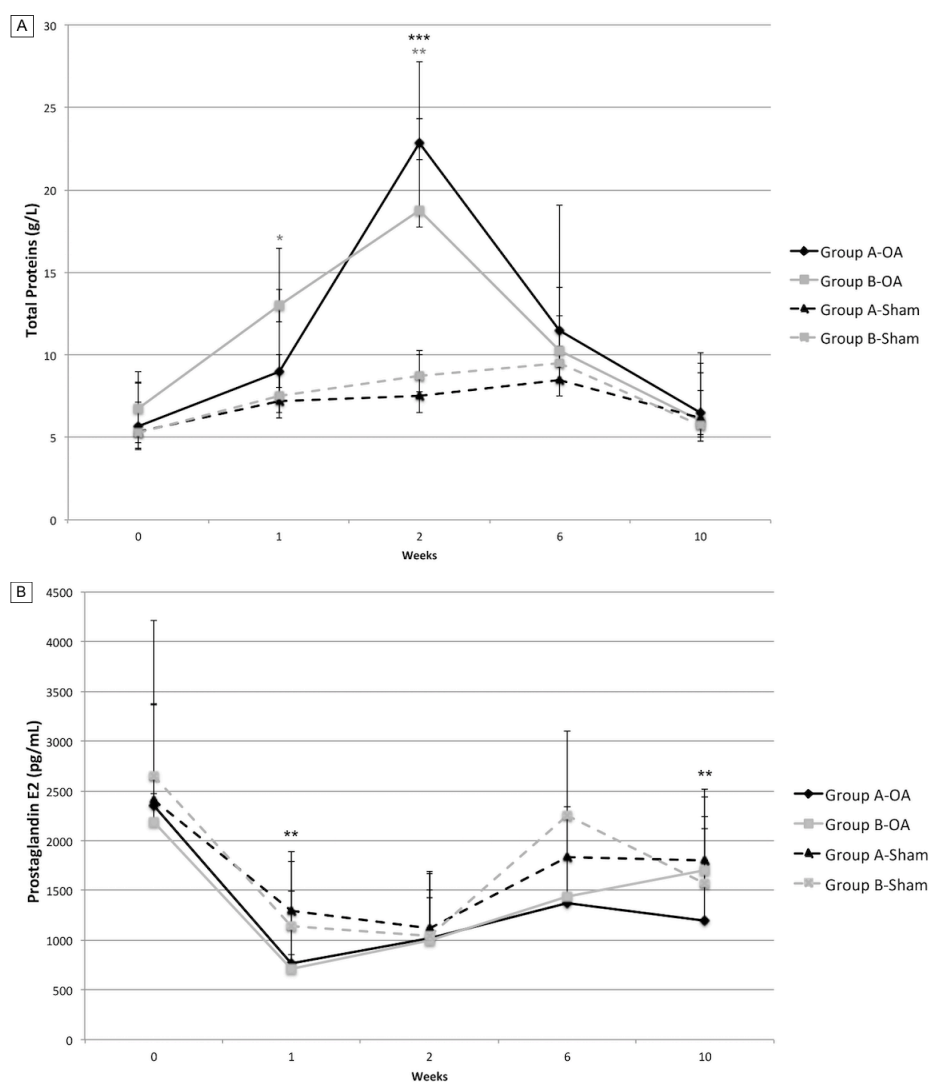 A
30
***
**
25
20
*
15
10
5
0
Total Proteins (g/L)
0 1 2 6 10
Weeks
Group A-OA
Group B-OA
Group A-Sham
Group B-Sham
B
4500
4000
3500
3000
**
2500
2000
**
1500
1000
500
0
Prostaglandin E2 (pg/mL)
0 1 2 6 10
Weeks
Group A-OA
Group B-OA
Group A-Sham
Group B-Sham